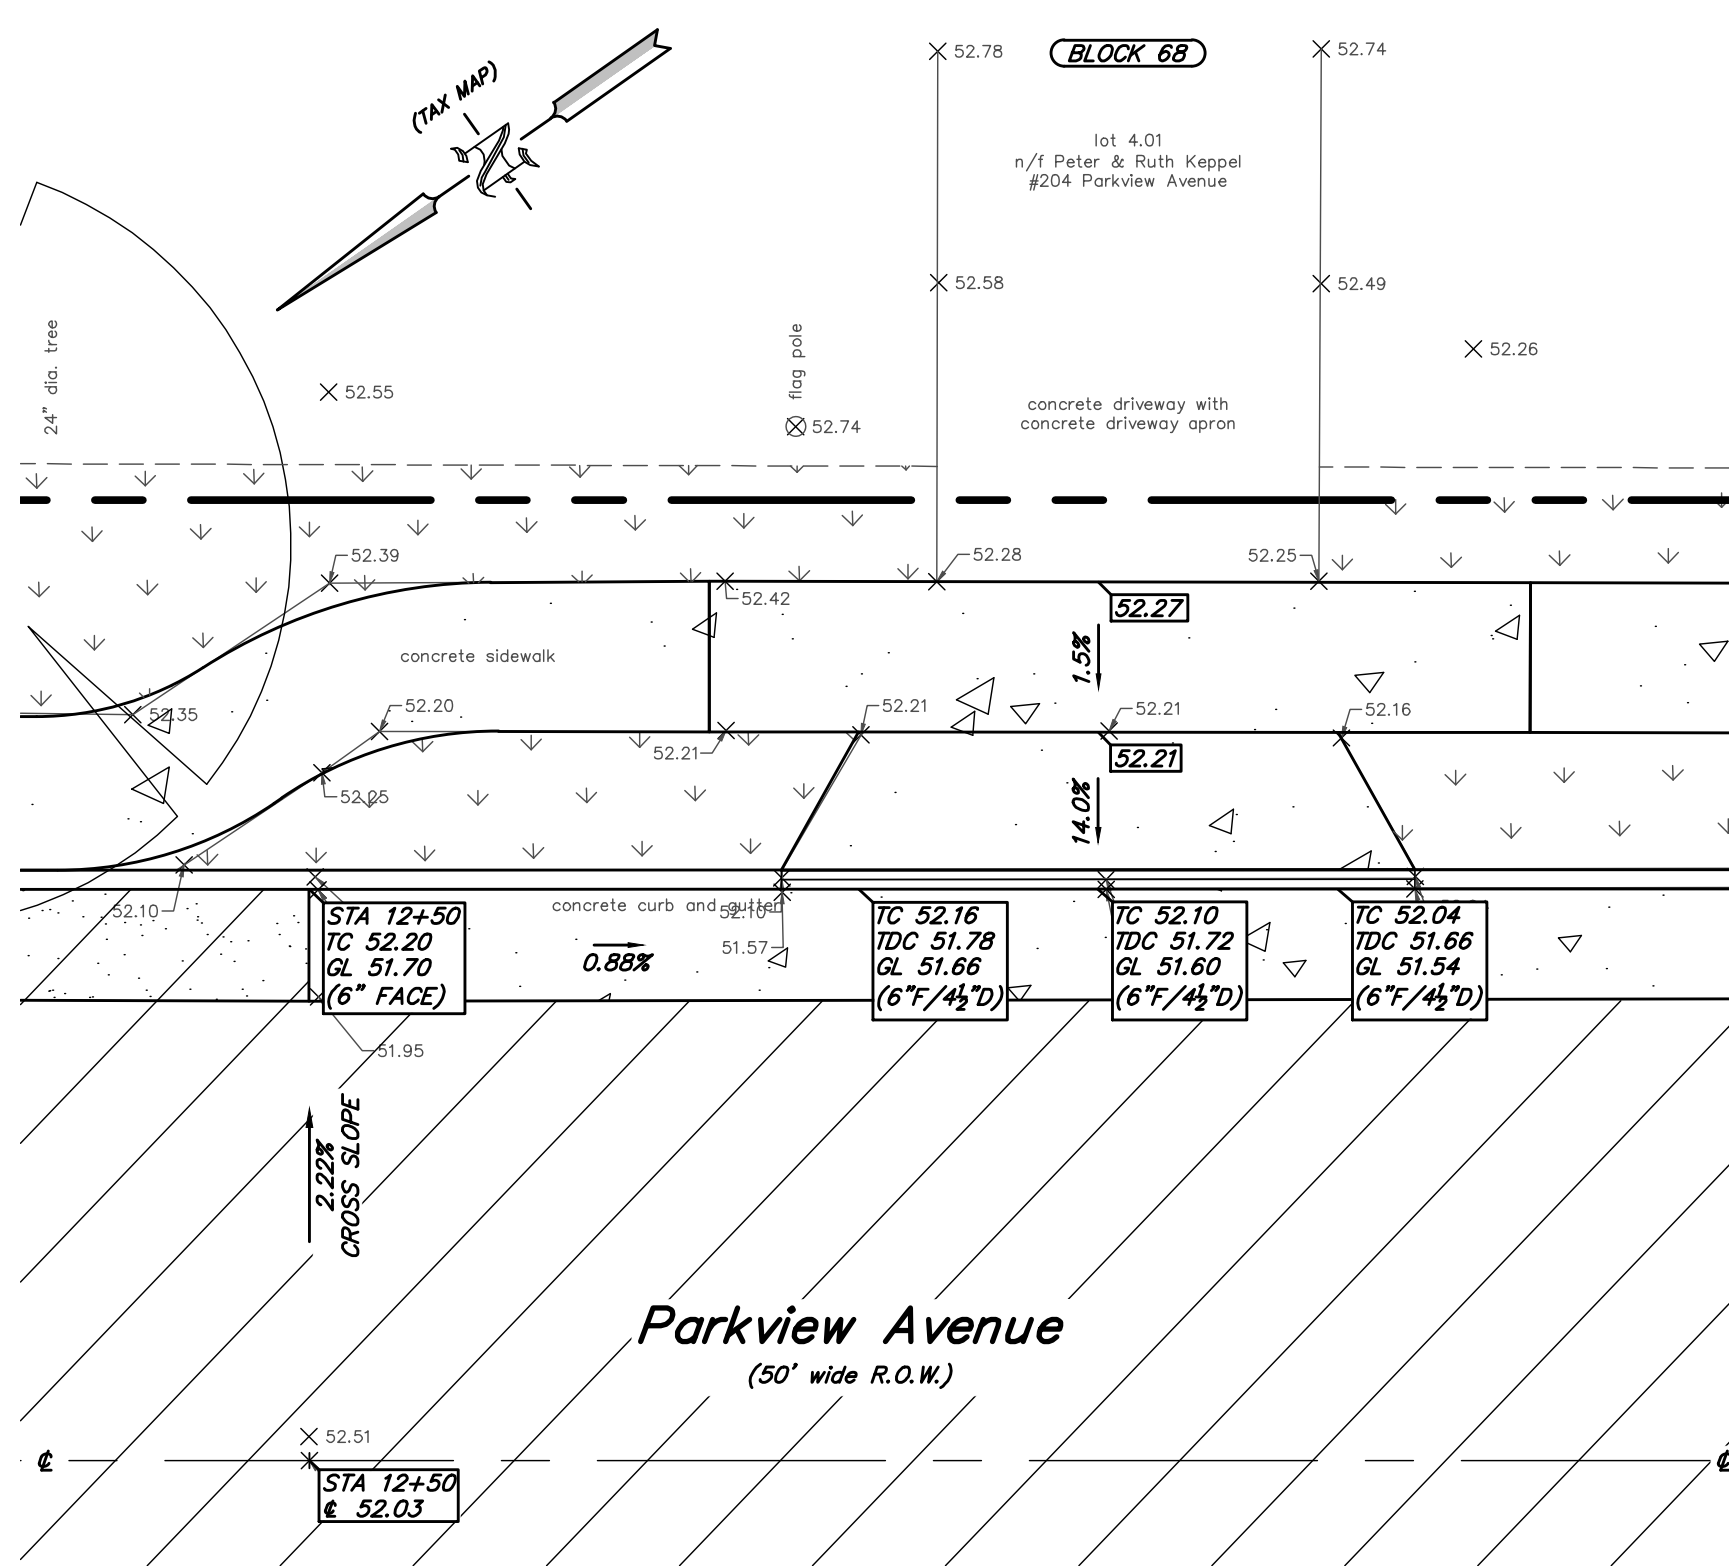 52.78
BLOCK 68
52.74
(TAX MAP)
lot 4.01
n/f Peter & Ruth Keppel
#204 Parkview Avenue
52.58
52.49
24" dia. tree
52.55
flag pole
52.74
52.26
concrete driveway with
concrete driveway apron
52.39
52.28
52.25
52.42
52.27
1.5%
concrete sidewalk
52.35
52.20
52.21
52.21
52.21
52.16
52.21
52.25
14.0%
52.10
concrete curb and gutter
52.10
51.57
STA 12+50
TC 52.20
GL 51.70
(6" FACE)
0.88%
TC 52.16
TDC 51.78
GL 51.66
(6"F/4½"D)
TC 52.10
TDC 51.72
GL 51.60
(6"F/4½"D)
TC 52.04
TDC 51.66
GL 51.54
(6"F/4½"D)
51.95
2.22%
CROSS SLOPE
Parkview Avenue
(50' wide R.O.W.)
52.51
℄
℄
STA 12+50
℄ 52.03